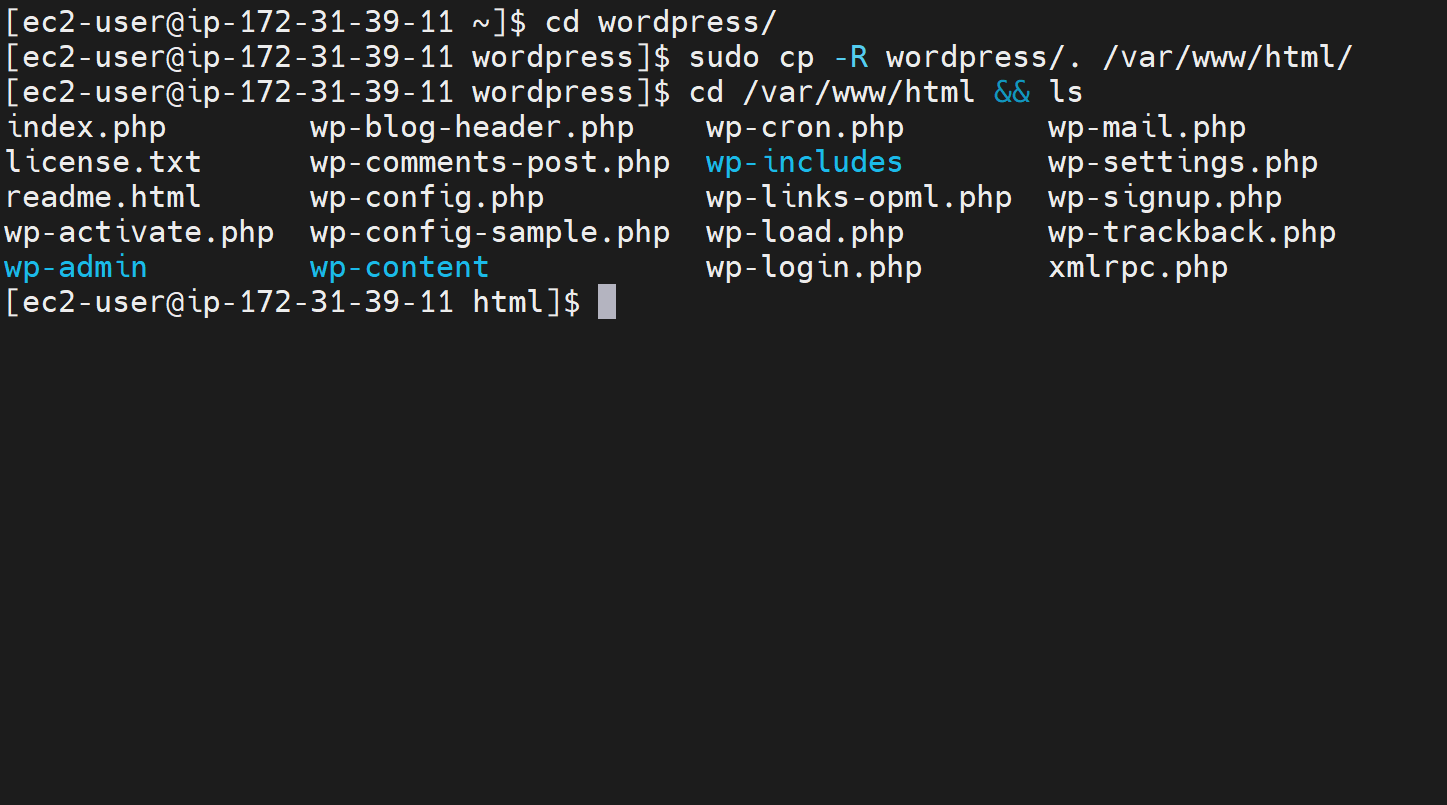 [ec2-user@ip-172-31-39-11 ~]$ cd wordpress/
[ec2-user@ip-172-31-39-11 wordpress]$ sudo cp -R wordpress/. /var/www/html/
[ec2-user@ip-172-31-39-11 wordpress]$ cd /var/www/html && ls
index.php        wp-blog-header.php    wp-cron.php        wp-mail.php
license.txt      wp-comments-post.php  wp-includes        wp-settings.php
readme.html      wp-config.php         wp-links-opml.php  wp-signup.php
wp-activate.php  wp-config-sample.php  wp-load.php        wp-trackback.php
wp-admin         wp-content            wp-login.php       xmlrpc.php
[ec2-user@ip-172-31-39-11 html]$